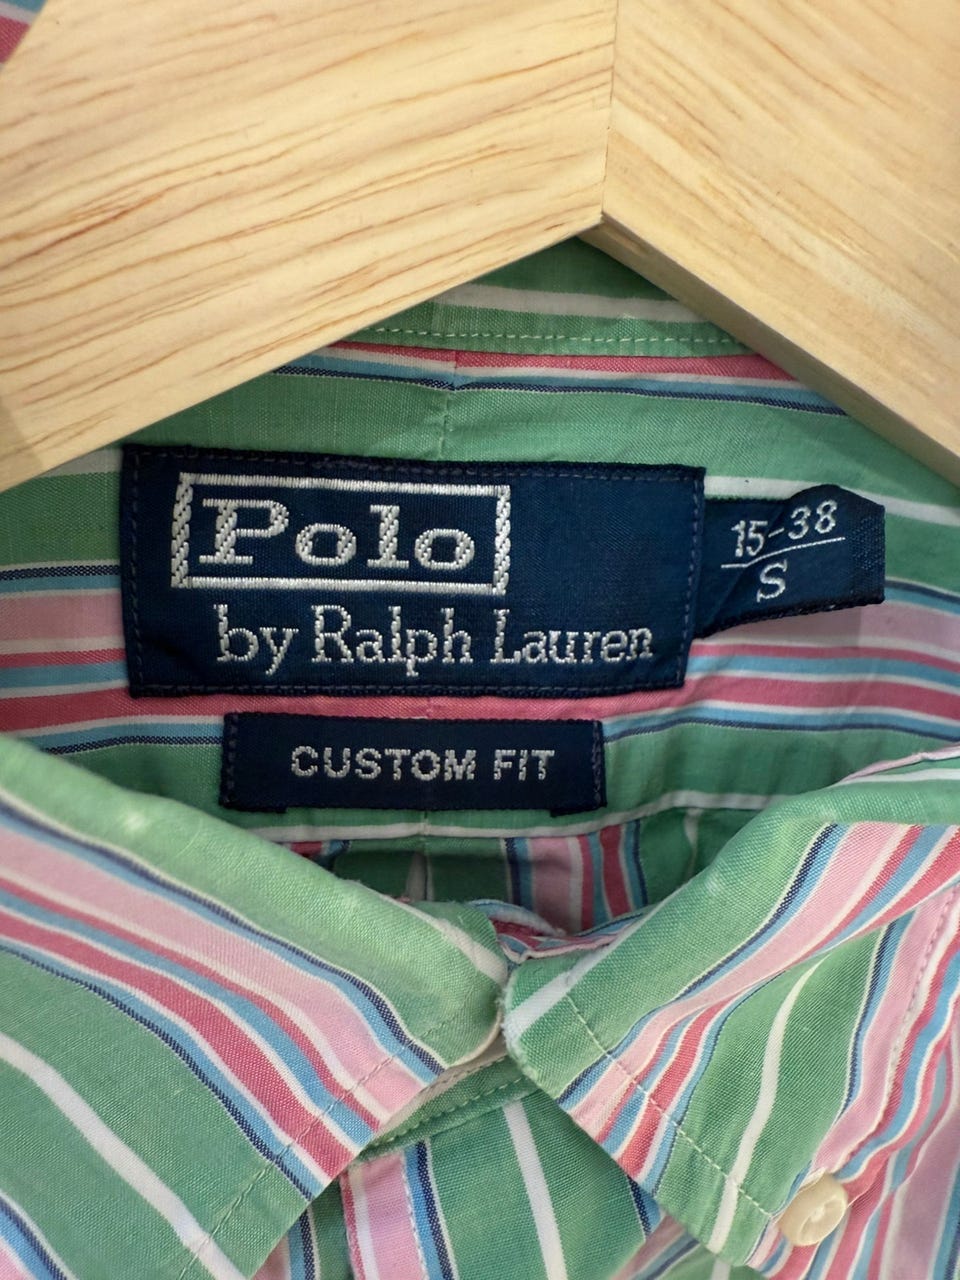 Polo
by Ralph Lauren
15-38
S
CUSTOM FIT